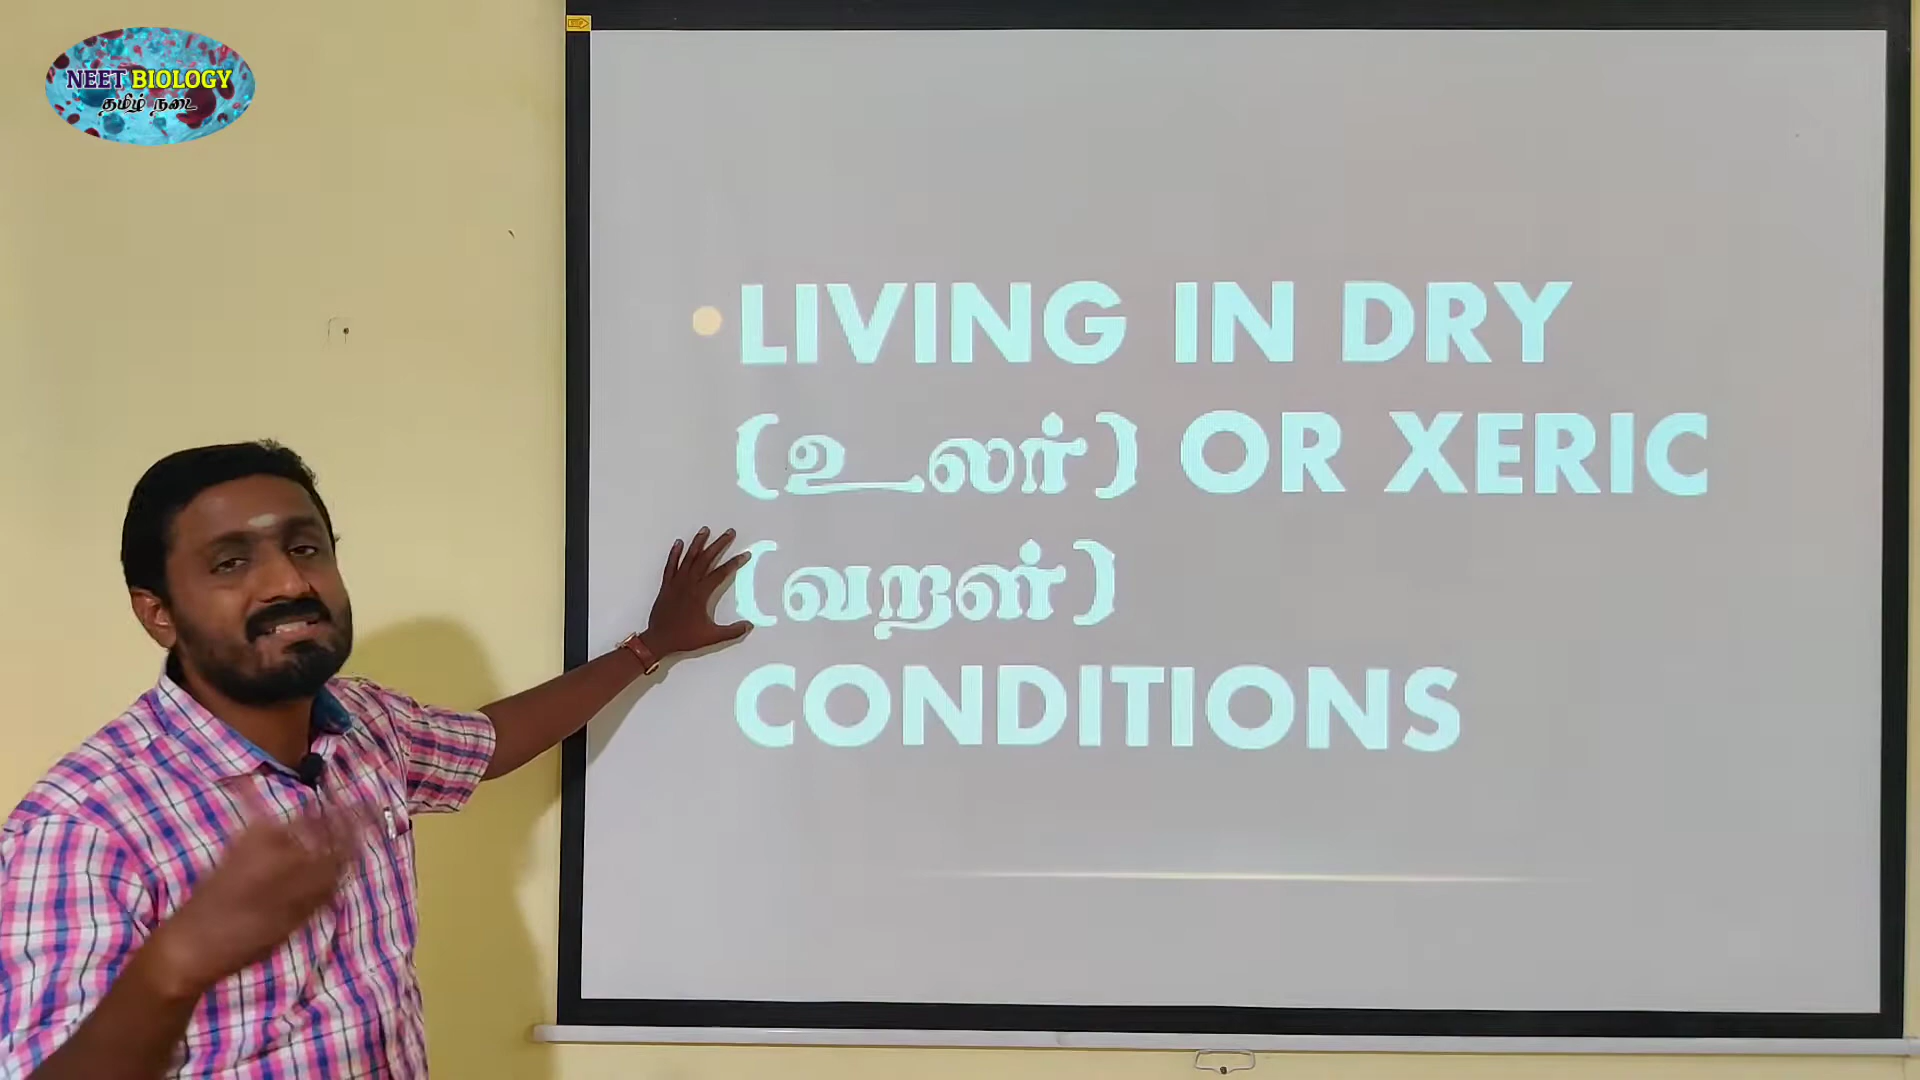 NEET BIOLOGY
தமிழ் நடை
• LIVING IN DRY
(உலர்) OR XERIC
(வறள்)
CONDITIONS